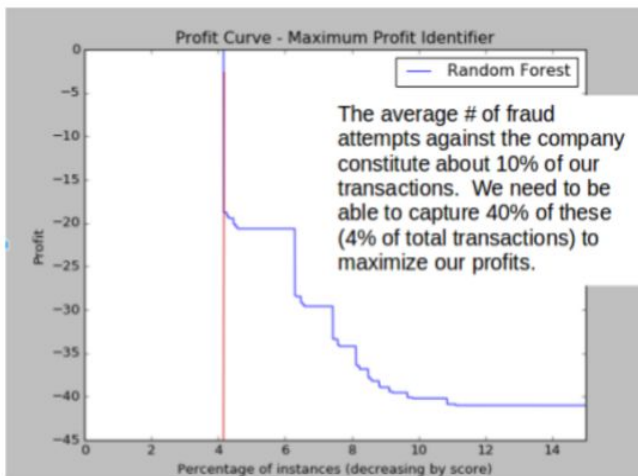 Profit Curve - Maximum Profit Identifier
0
Random Forest
−5
−10
−15
−20
−25
−30
−35
−40
−45
Profit
The average # of fraud
attempts against the company
constitute about 10% of our
transactions.  We need to be
able to capture 40% of these
(4% of total transactions) to
maximize our profits.
0 2 4 6 8 10 12 14
Percentage of instances (decreasing by score)